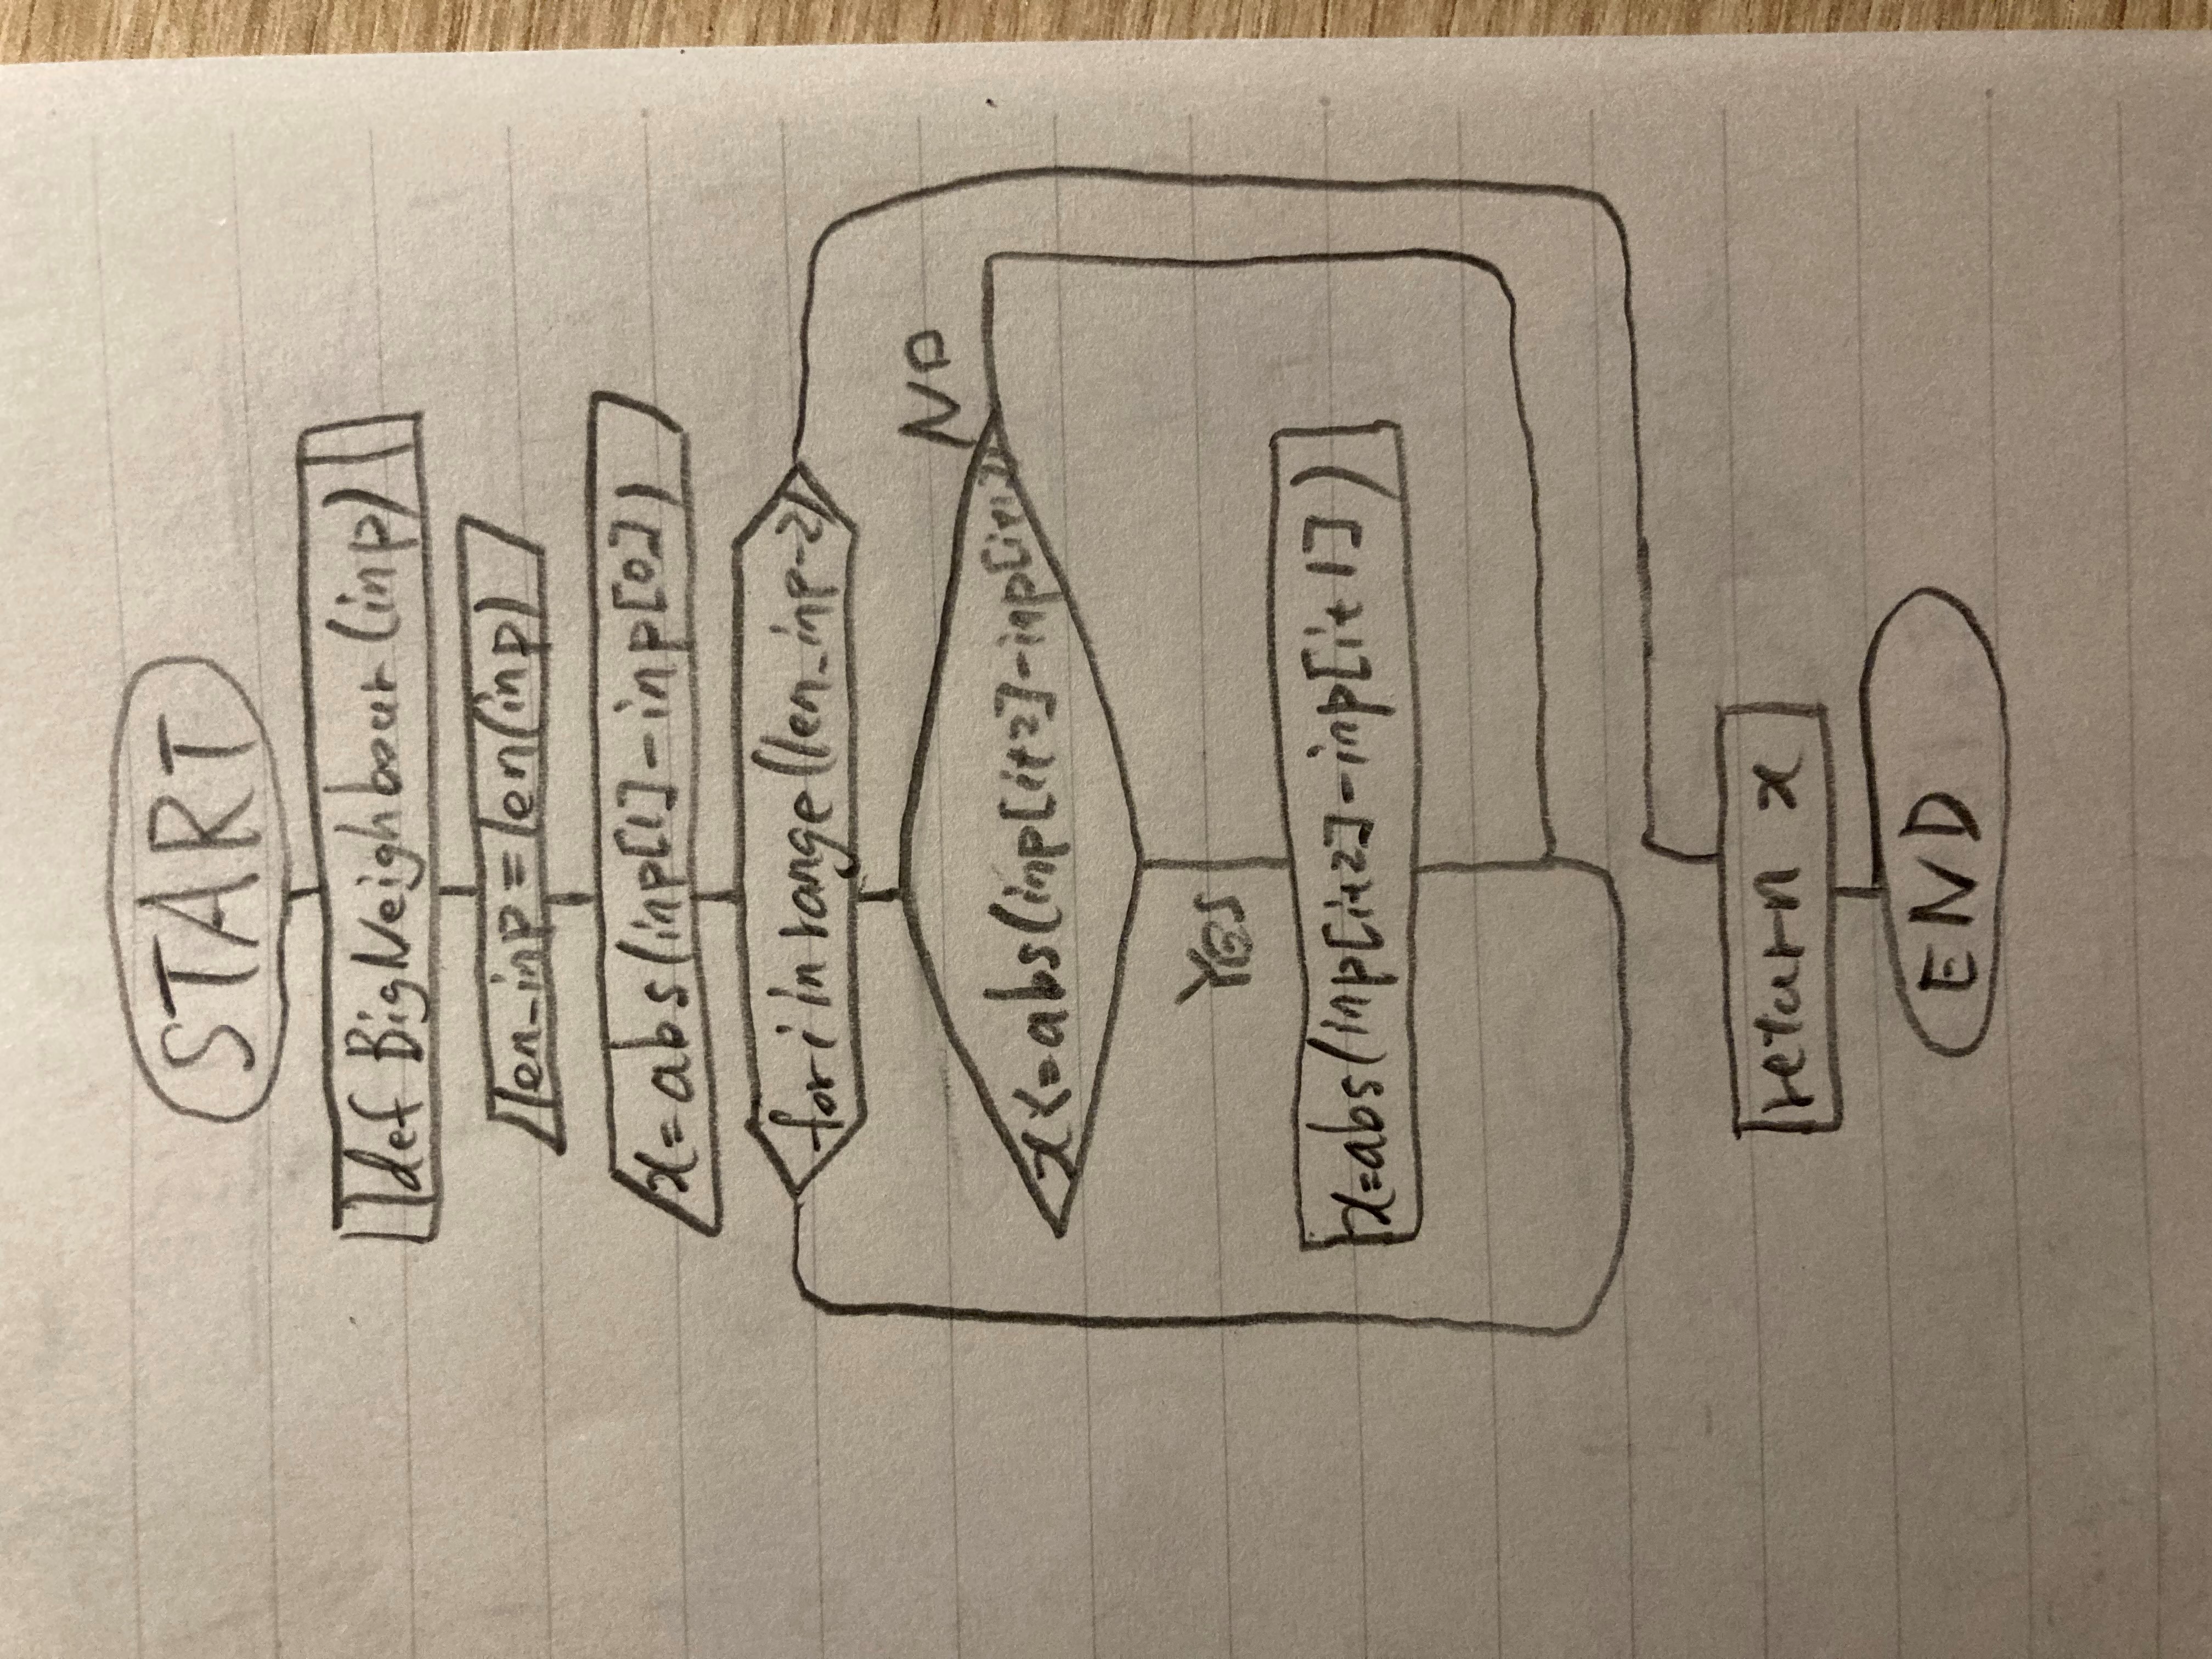 START
def BigNeighbour(inp)
len_inp = len(inp)
x=abs(inp[1]-inp[0])
for i in range(len_inp-2)
NO
x<=abs(inp[i+2]-inp[i+1])
Yes
x=abs(inp[i+2]-inp[i+1])
return x
END